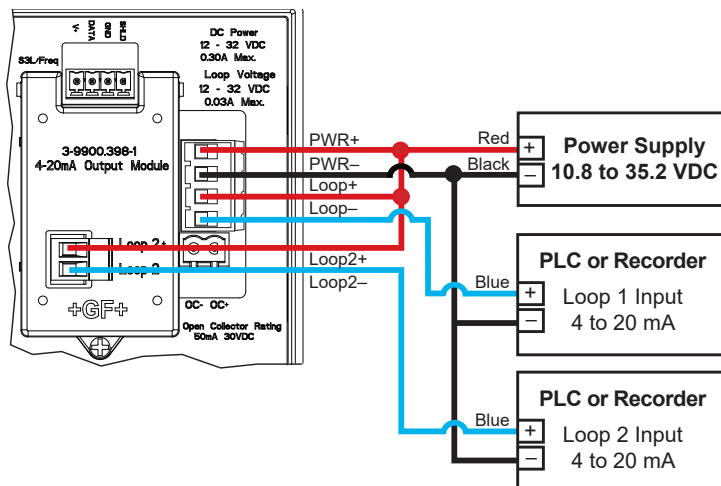 V+
DATA
GND
SHLD
S3L/Freq
DC Power
12 - 32 VDC
0.30A Max.
Loop Voltage
12 - 32 VDC
0.03A Max.
3-9900.398-1
4-20mA Output Module
Loop 2+
Loop 2-
+GF+
OC- OC+
Open Collector Rating
50mA 30VDC
PWR+
PWR–
Loop+
Loop–
Loop2+
Loop2–
Red
Black
+
–
Power Supply
10.8 to 35.2 VDC
Blue
+
–
PLC or Recorder
Loop 1 Input
4 to 20 mA
Blue
+
–
PLC or Recorder
Loop 2 Input
4 to 20 mA